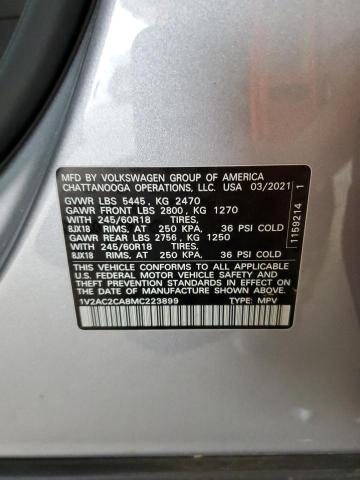 MFD BY VOLKSWAGEN GROUP OF AMERICA
CHATTANOOGA OPERATIONS, LLC. USA 03/2021
GVWR LBS 5445, KG 2470
GAWR FRONT LBS 2800, KG 1270
WITH 245/60R18 TIRES,
8JX18 RIMS, AT 250 KPA, 36 PSI COLD
GAWR REAR LBS 2756, KG 1250
WITH 245/60R18 TIRES,
8JX18 RIMS, AT 250 KPA, 36 PSI COLD
THIS VEHICLE CONFORMS TO ALL APPLICABLE
U.S. FEDERAL MOTOR VEHICLE SAFETY AND
THEFT PREVENTION STANDARDS IN EFFECT ON
THE DATE OF MANUFACTURE SHOWN ABOVE.
1V2AC2CA8MC223899 TYPE: MPV
1159214 1